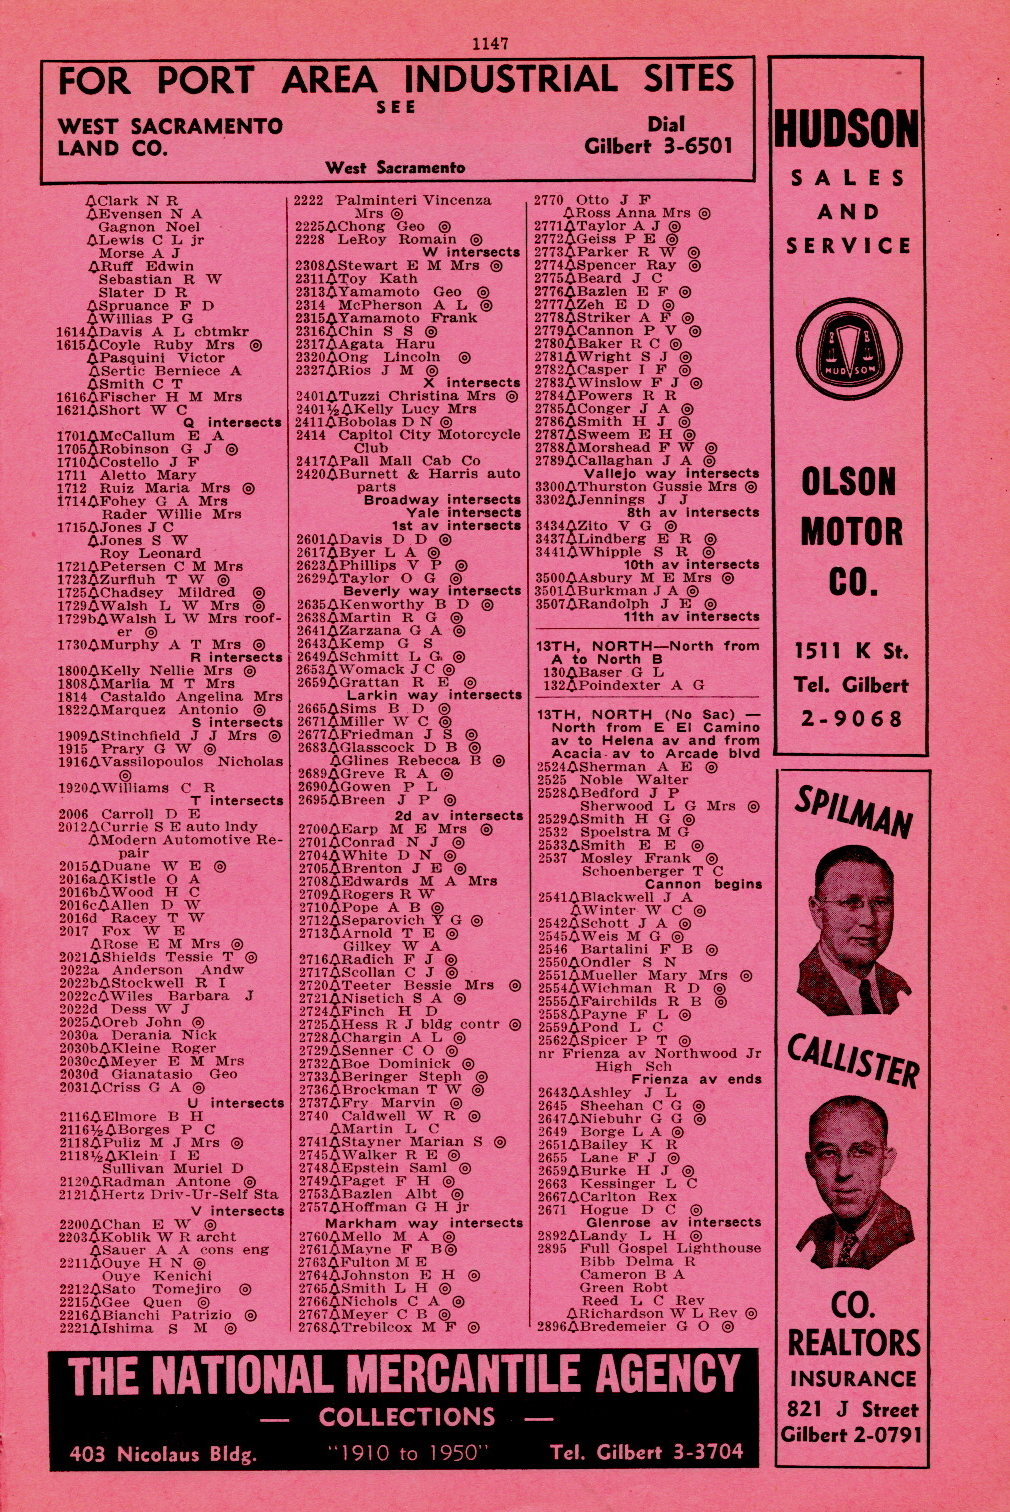 1147
FOR PORT AREA INDUSTRIAL SITES
SEE
WEST SACRAMENTO
LAND CO.
Dial
Gilbert 3-6501
West Sacramento
△Clark N R
△Evensen N A
Gagnon Noel
△Lewis C L jr
Morse A J
△Ruff Edwin
Sebastian R W
Slater D R
△Spruance F D
△Willias P G
1614△Davis A L cbtmkr
1615△Coyle Ruby Mrs ◎
△Pasquini Victor
△Sertic Berniece A
△Smith C T
1616△Fischer H M Mrs
1621△Short W C
Q intersects
1701△McCallum E A
1705△Robinson G J ◎
1710△Costello J F
1711 Aletto Mary
1712 Ruiz Maria Mrs ◎
1714△Fohey G A Mrs
Rader Willie Mrs
1715△Jones J C
△Jones S W
Roy Leonard
1721△Petersen C M Mrs
1723△Zurfluh T W ◎
1725△Chadsey Mildred ◎
1729△Walsh L W Mrs ◎
1729b△Walsh L W Mrs roof-
er ◎
1730△Murphy A T Mrs ◎
R intersects
1800△Kelly Nellie Mrs ◎
1808△Marlia M T Mrs
1814 Castaldo Angelina Mrs
1822△Marquez Antonio ◎
S intersects
1909△Stinchfield J J Mrs ◎
1915 Prary G W ◎
1916△Vassilopoulos Nicholas
◎
1920△Williams C R
T intersects
2006 Carroll D E
2012△Currie S E auto lndy
△Modern Automotive Re-
pair
2015△Duane W E ◎
2016a△Kistle O A
2016b△Wood H C
2016c△Allen D W
2016d Racey T W
2017 Fox W E
△Rose E M Mrs ◎
2021△Shields Tessie T ◎
2022a Anderson Andw
2022b△Stockwell R I
2022c△Wiles Barbara J
2022d Dess W J
2025△Oreb John ◎
2030a Derania Nick
2030b△Kleine Roger
2030c△Meyer E M Mrs
2030d Gianatasio Geo
2031△Criss G A ◎
U intersects
2116△Elmore B H
2116½△Borges P C
2118△Puliz M J Mrs ◎
2118½△Klein I E
Sullivan Muriel D
2120△Radman Antone ◎
2121△Hertz Driv-Ur-Self Sta
V intersects
2200△Chan E W ◎
2203△Koblik W R archt
△Sauer A A cons eng
2211△Ouye H N ◎
Ouye Kenichi
2212△Sato Tomejiro ◎
2215△Gee Quen ◎
2216△Bianchi Patrizio ◎
2221△Ishima S M ◎
2222 Palminteri Vincenza
Mrs ◎
2225△Chong Geo ◎
2228 LeRoy Romain ◎
W intersects
2308△Stewart E M Mrs ◎
2311△Toy Kath
2313△Yamamoto Geo ◎
2314 McPherson A L ◎
2315△Yamamoto Frank
2316△Chin S S ◎
2317△Agata Haru
2320△Ong Lincoln ◎
2327△Rios J M ◎
X intersects
2401△Tuzzi Christina Mrs ◎
2401½△Kelly Lucy Mrs
2411△Bobolas D N ◎
2414 Capitol City Motorcycle
Club
2417△Pall Mall Cab Co
2420△Burnett & Harris auto
parts
Broadway intersects
Yale intersects
1st av intersects
2601△Davis D D ◎
2617△Byer L A ◎
2623△Phillips V P ◎
2629△Taylor O G ◎
Beverly way intersects
2635△Kenworthy B D ◎
2638△Martin R G ◎
2641△Zarzana G A ◎
2643△Kemp G S
2649△Schmitt L G ◎
2653△Womack J C ◎
2659△Grattan R E ◎
Larkin way intersects
2665△Sims B D ◎
2671△Miller W C ◎
2677△Friedman J S ◎
2683△Glasscock D B ◎
△Glines Rebecca B ◎
2689△Greve R A ◎
2690△Gowen P L
2695△Breen J P ◎
2d av intersects
2700△Earp M E Mrs ◎
2701△Conrad N J ◎
2704△White D N ◎
2705△Brenton J E ◎
2708△Edwards M A Mrs
2709△Rogers R W
2710△Pope A B ◎
2712△Separovich Y G ◎
2713△Arnold T E ◎
Gilkey W A
2716△Radich F J ◎
2717△Scollan C J ◎
2720△Teeter Bessie Mrs ◎
2721△Nisetich S A ◎
2724△Finch H D
2725△Hess R J bldg contr ◎
2728△Chargin A L ◎
2729△Senner C O ◎
2732△Boe Dominick ◎
2733△Beringer Steph ◎
2736△Brockman T W ◎
2737△Fry Marvin ◎
2740 Caldwell W R ◎
△Martin L C
2741△Stayner Marian S ◎
2745△Walker R E ◎
2748△Epstein Saml ◎
2749△Paget F H ◎
2753△Bazlen Albt ◎
2757△Hoffman G H jr
Markham way intersects
2760△Mello M A ◎
2761△Mayne F B◎
2763△Fulton M E
2764△Johnston E H ◎
2765△Smith L H ◎
2766△Nichols C A ◎
2767△Meyer C B ◎
2768△Trebilcox M F ◎
2770 Otto J F
△Ross Anna Mrs ◎
2771△Taylor A J ◎
2772△Geiss P E ◎
2773△Parker R W ◎
2774△Spencer Ray ◎
2775△Beard J C
2776△Bazlen E F ◎
2777△Zeh E D ◎
2778△Striker A F ◎
2779△Cannon P V ◎
2780△Baker R C ◎
2781△Wright S J ◎
2782△Casper I F ◎
2783△Winslow F J ◎
2784△Powers R R
2785△Conger J A ◎
2786△Smith H J ◎
2787△Sweem E H ◎
2788△Morshead F W ◎
2789△Callaghan J A ◎
Vallejo way intersects
3300△Thurston Gussie Mrs ◎
3302△Jennings J J
8th av intersects
3434△Zito V G ◎
3437△Lindberg E R ◎
3441△Whipple S R ◎
10th av intersects
3500△Asbury M E Mrs ◎
3501△Burkman J A ◎
3507△Randolph J E ◎
11th av intersects
13TH, NORTH—North from
A to North B
130△Baser G L
132△Poindexter A G
13TH, NORTH (No Sac) —
North from E El Camino
av to Helena av and from
Acacia av to Arcade blvd
2524△Sherman A E ◎
2525 Noble Walter
2528△Bedford J P
Sherwood L G Mrs ◎
2529△Smith H G ◎
2532 Spoelstra M G
2533△Smith E E ◎
2537 Mosley Frank ◎
Schoenberger T C
Cannon begins
2541△Blackwell J A
△Winter W C ◎
2542△Schott J A ◎
2545△Weis M G ◎
2546 Bartalini F B ◎
2550△Ondler S N
2551△Mueller Mary Mrs ◎
2554△Wichman R D ◎
2555△Fairchilds R B ◎
2558△Payne F L ◎
2559△Pond L C
2562△Spicer P T ◎
nr Frienza av Northwood Jr
High Sch
Frienza av ends
2643△Ashley J L
2645 Sheehan C G ◎
2647△Niebuhr G G ◎
2649 Borge L A ◎
2651△Bailey K R
2655 Lane F J ◎
2659△Burke H J ◎
2663 Kessinger L C
2667△Carlton Rex
2671 Hogue D C ◎
Glenrose av intersects
2892△Landy L H ◎
2895 Full Gospel Lighthouse
Bibb Delma R
Cameron B A
Green Robt
Reed L C Rev
△Richardson W L Rev ◎
2896△Bredemeier G O ◎
HUDSON
SALES
AND
SERVICE
HUDSON
OLSON
MOTOR
CO.
1511 K St.
Tel. Gilbert
2-9068
SPILMAN
CALLISTER
CO.
REALTORS
INSURANCE
821 J Street
Gilbert 2-0791
THE NATIONAL MERCANTILE AGENCY
— COLLECTIONS —
403 Nicolaus Bldg. "1910 to 1950" Tel. Gilbert 3-3704